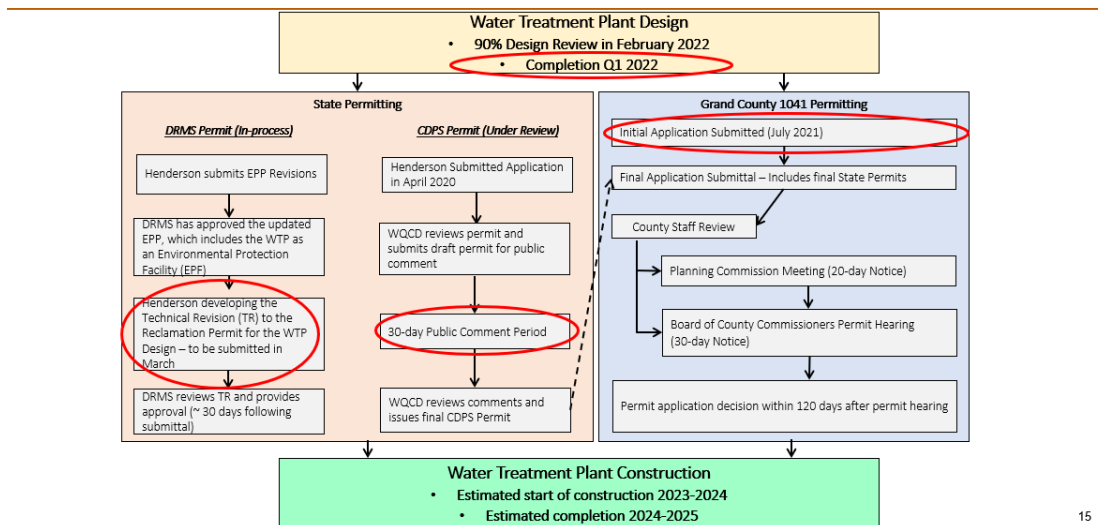 Water Treatment Plant Design
• 90% Design Review in February 2022
• Completion Q1 2022
State Permitting
DRMS Permit (In-process)
Henderson submits EPP Revisions
DRMS has approved the updated
EPP, which includes the WTP as
an Environmental Protection
Facility (EPF)
Henderson developing the
Technical Revision (TR) to the
Reclamation Permit for the WTP
Design – to be submitted in
March
DRMS reviews TR and provides
approval (~ 30 days following
submittal)
CDPS Permit (Under Review)
Henderson Submitted Application
in April 2020
WQCD reviews permit and
submits draft permit for public
comment
30-day Public Comment Period
WQCD reviews comments and
issues final CDPS Permit
Grand County 1041 Permitting
Initial Application Submitted (July 2021)
Final Application Submittal – Includes final State Permits
County Staff Review
Planning Commission Meeting (20-day Notice)
Board of County Commissioners Permit Hearing
(30-day Notice)
Permit application decision within 120 days after permit hearing
Water Treatment Plant Construction
• Estimated start of construction 2023-2024
• Estimated completion 2024-2025
15